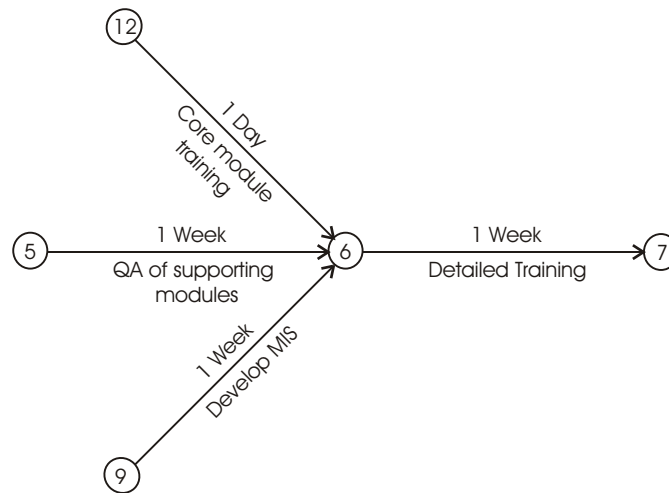 12
1 Day
Core module
training
5
1 Week
QA of supporting
modules
6
1 Week
Detailed Training
7
1 Week
Develop MIS
9